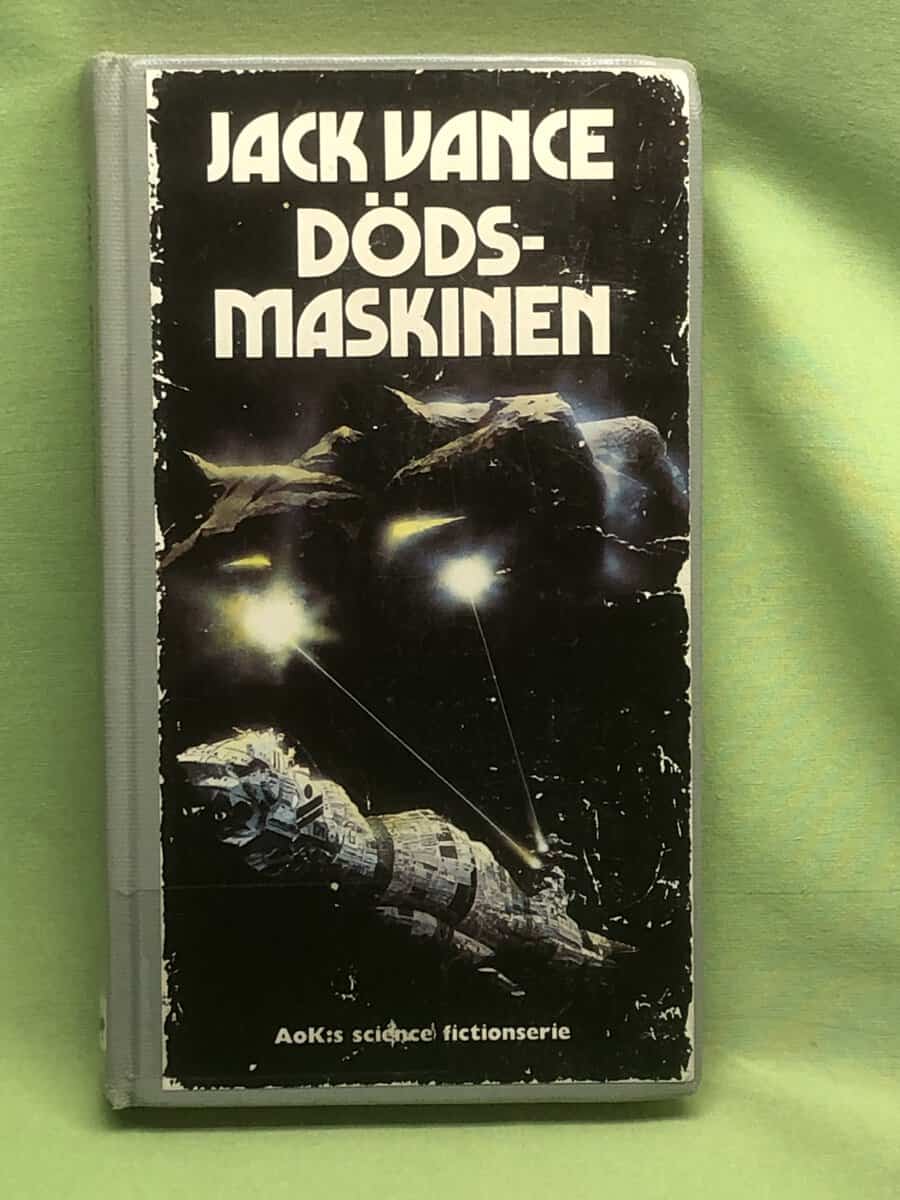 JACK VANCE
DÖDS-
MASKINEN
AoK:s science fictionserie